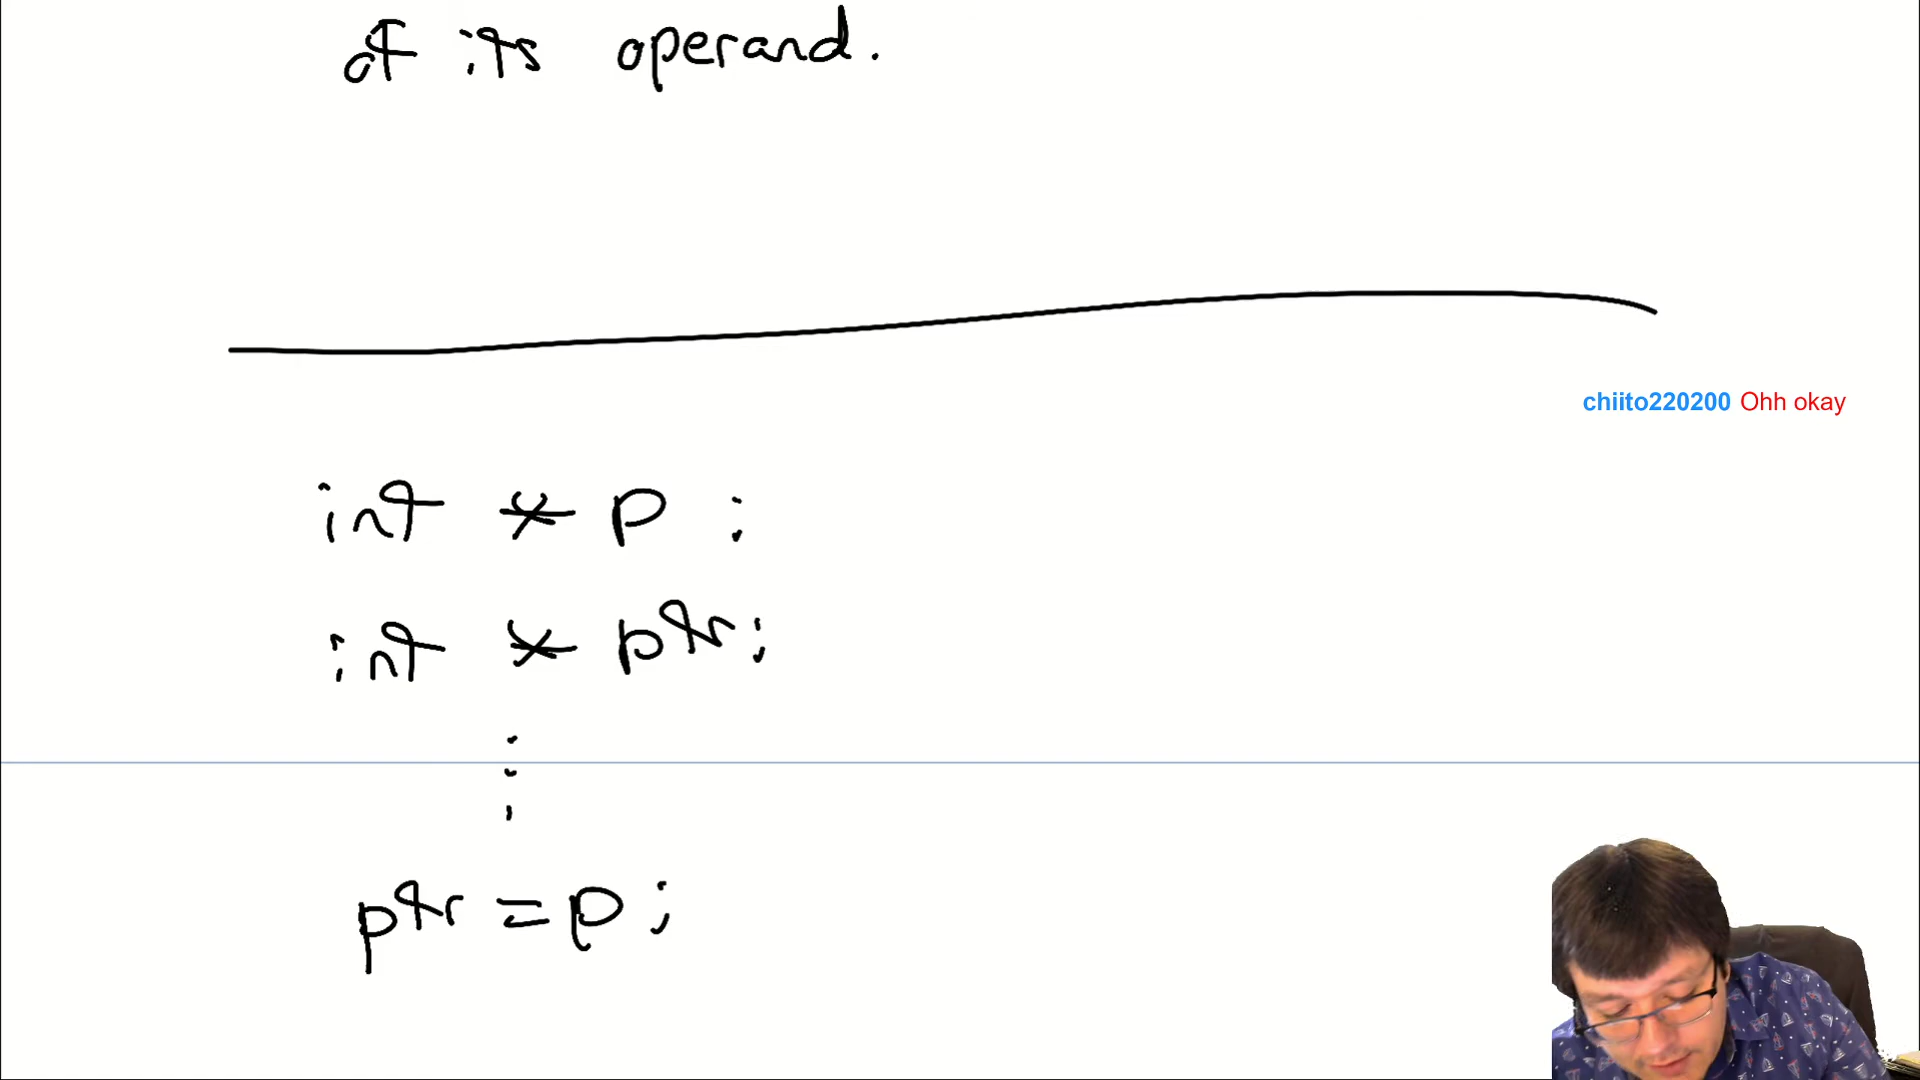 of its operand.
chiito220200 Ohh okay
int * p ;
int * ptr;
ptr = p ;